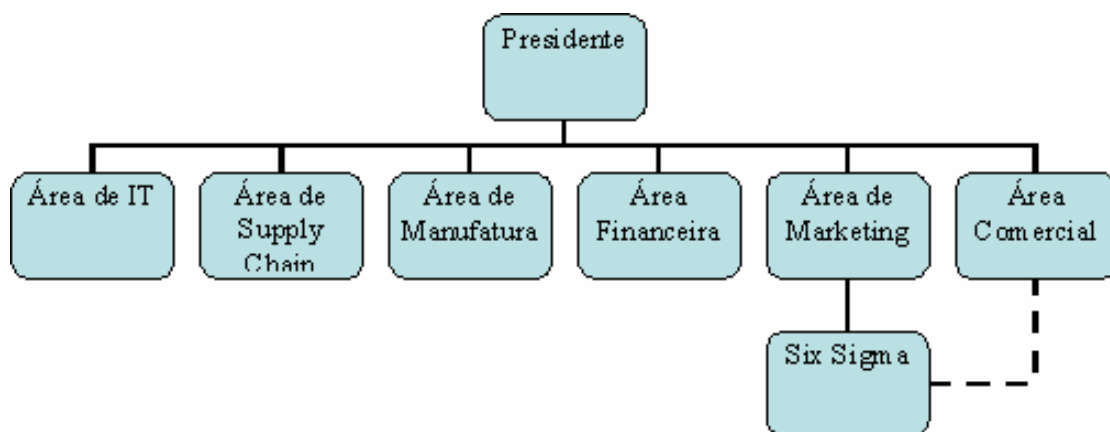 Presidente
Área de IT
Área de
Supply
Chain
Área de
Manufatura
Área
Financeira
Área de
Marketing
Área
Comercial
Six Sigma